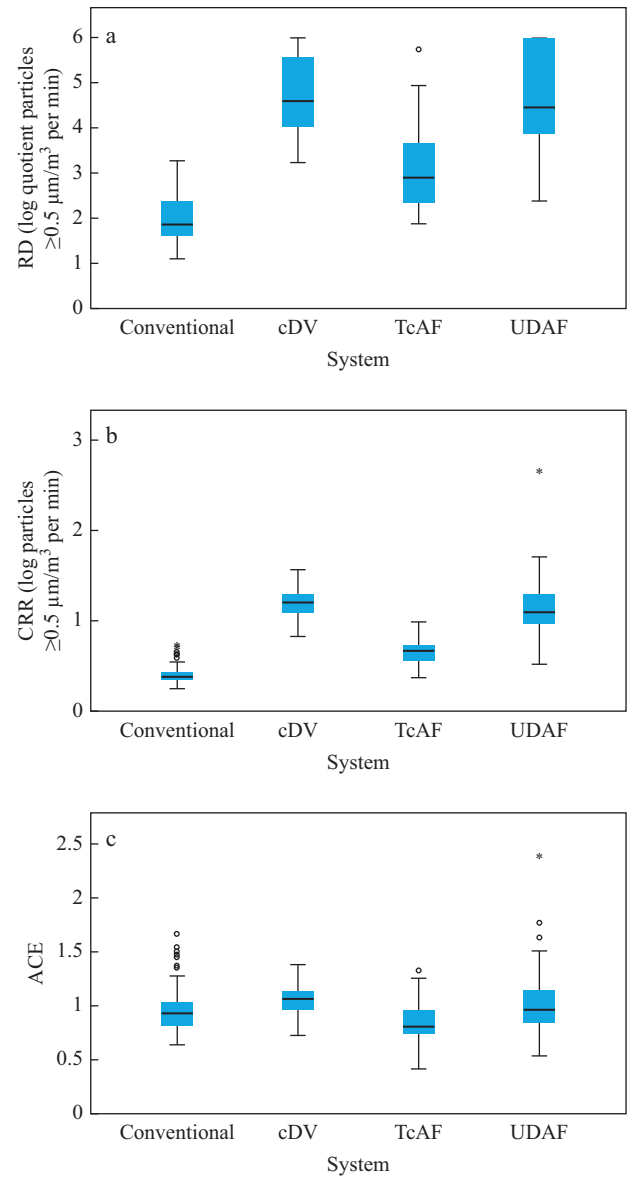 a
6
5
4
3
2
1
0
RD (log quotient particles
≥0.5 µm/m³ per min)
Conventional cDV TcAF UDAF
System
b
3
2
1
0
CRR (log particles
≥0.5 µm/m³ per min)
Conventional cDV TcAF UDAF
System
c
2.5
2
1.5
1
0.5
0
ACE
Conventional cDV TcAF UDAF
System